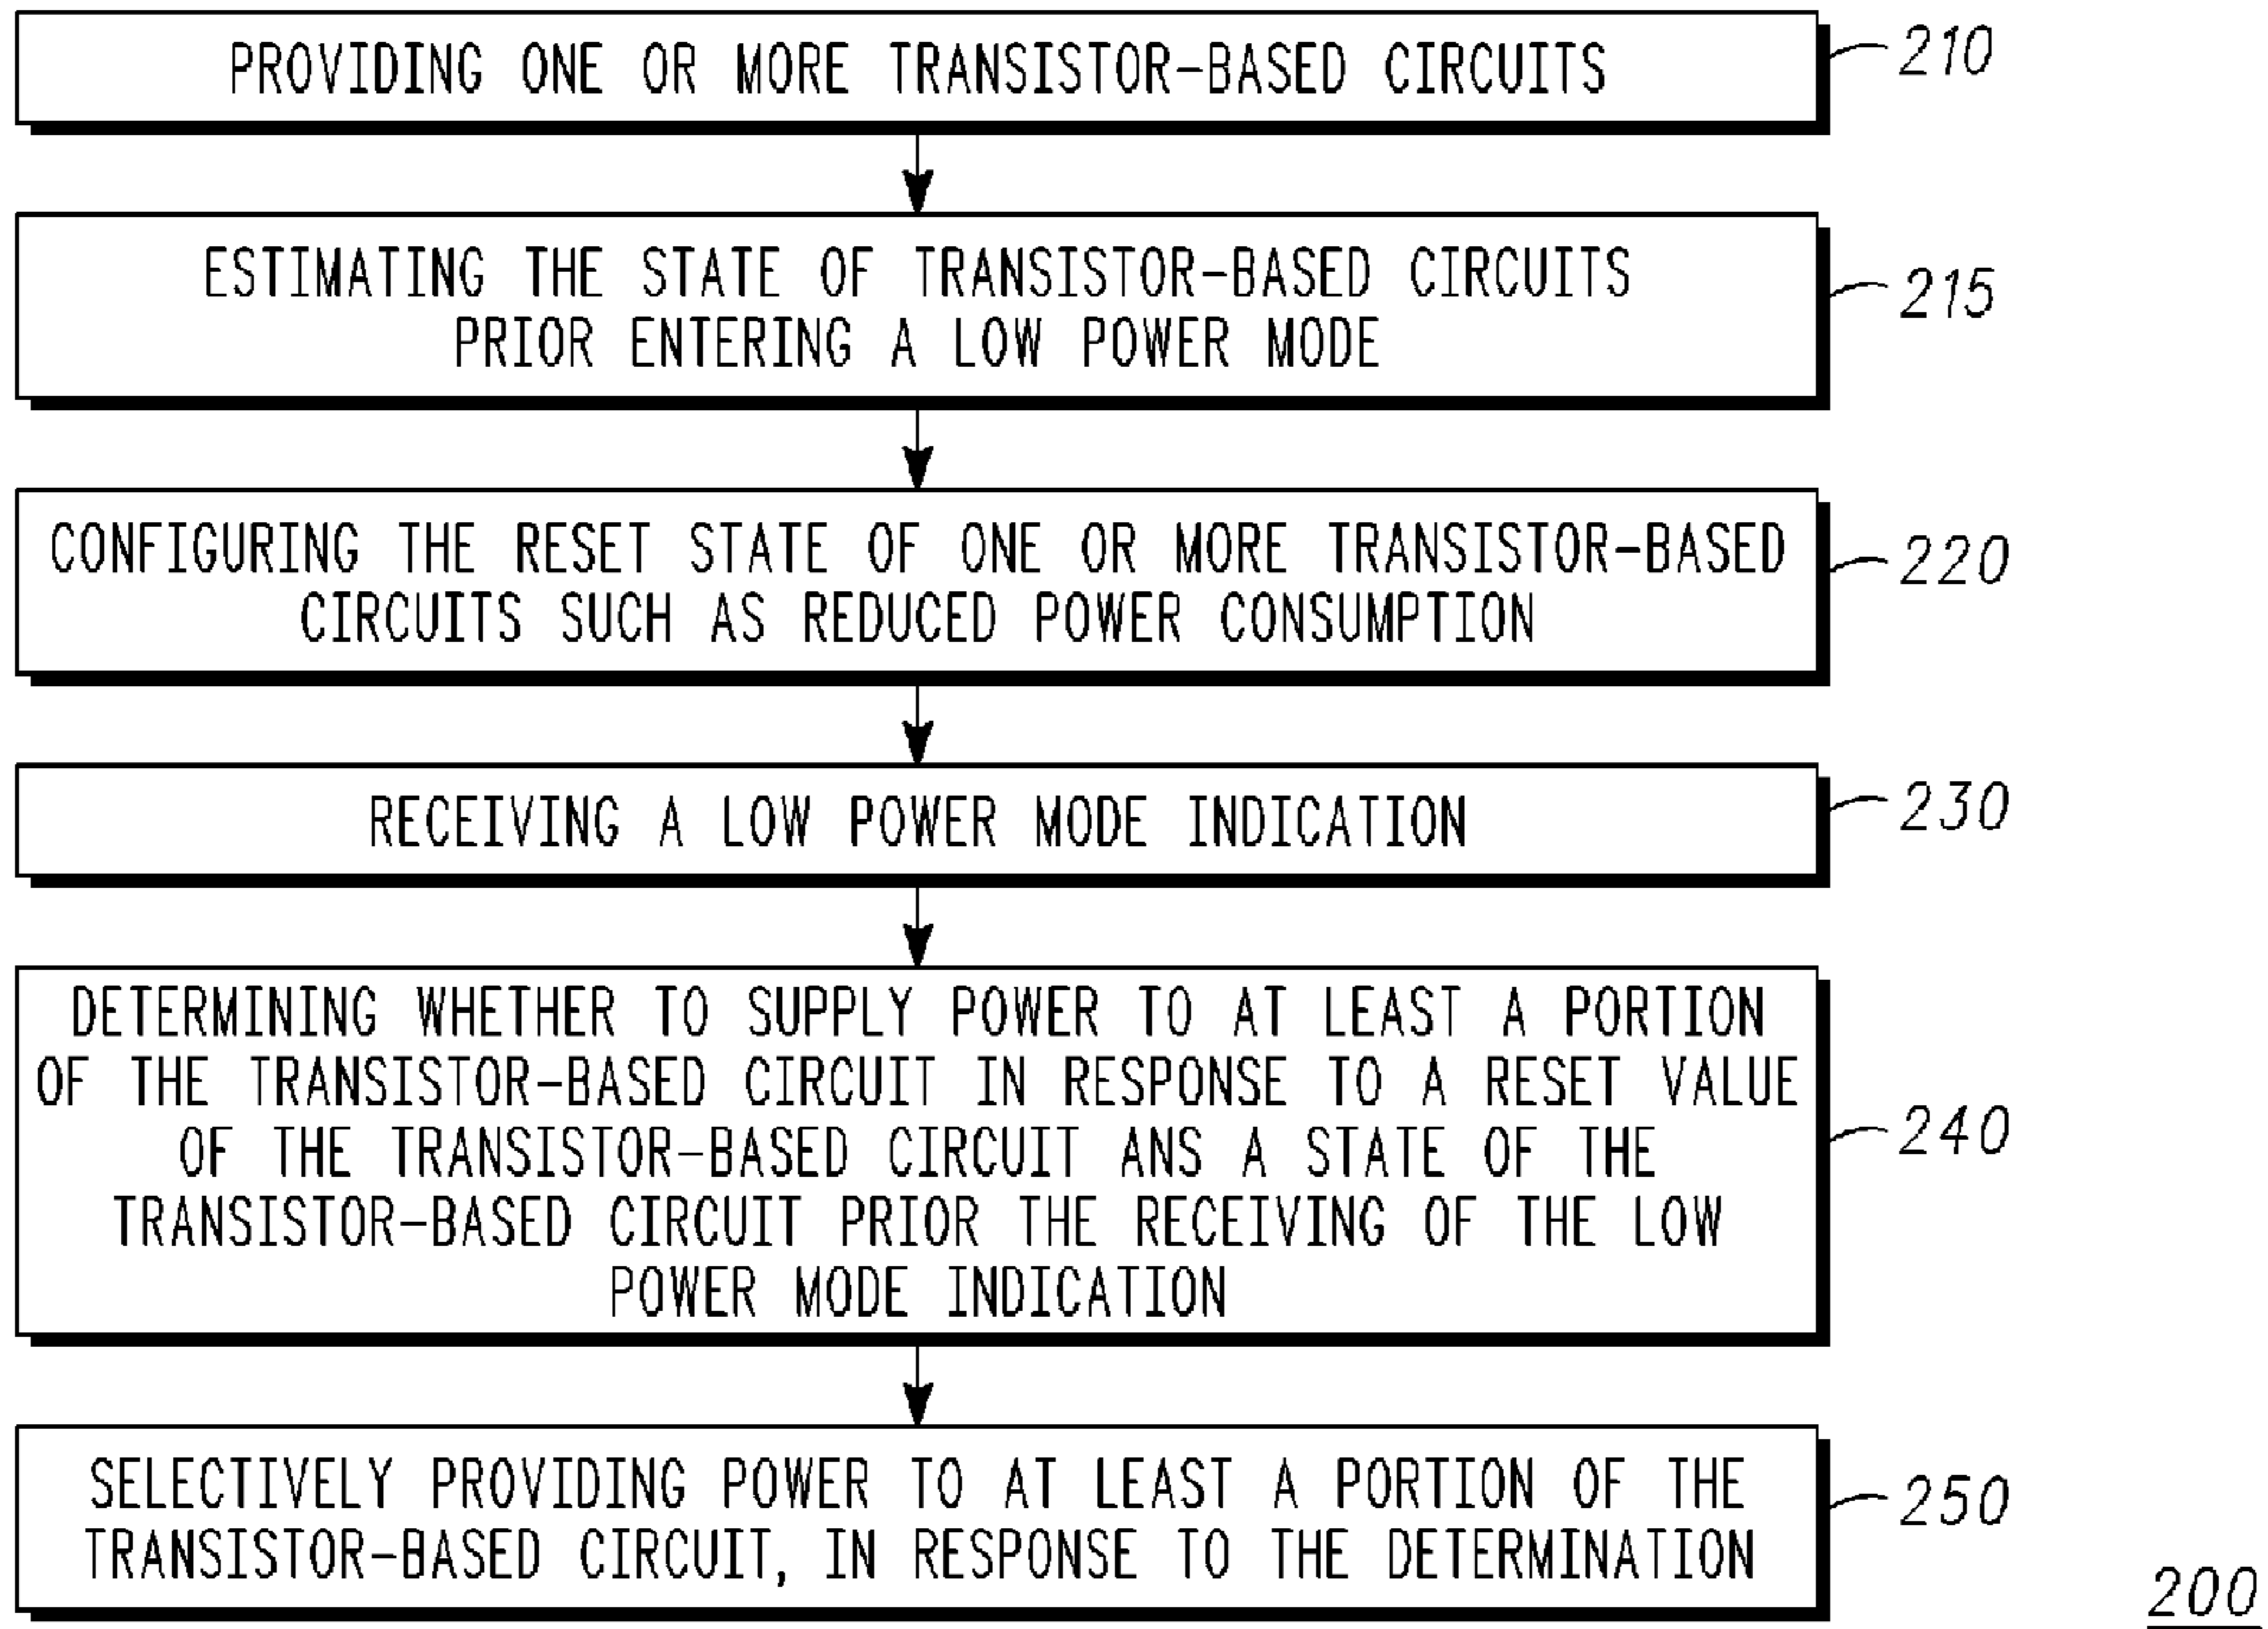 PROVIDING ONE OR MORE TRANSISTOR-BASED CIRCUITS
210
ESTIMATING THE STATE OF TRANSISTOR-BASED CIRCUITS
PRIOR ENTERING A LOW POWER MODE
215
CONFIGURING THE RESET STATE OF ONE OR MORE TRANSISTOR-BASED
CIRCUITS SUCH AS REDUCED POWER CONSUMPTION
220
RECEIVING A LOW POWER MODE INDICATION
230
DETERMINING WHETHER TO SUPPLY POWER TO AT LEAST A PORTION
OF THE TRANSISTOR-BASED CIRCUIT IN RESPONSE TO A RESET VALUE
OF THE TRANSISTOR-BASED CIRCUIT ANS A STATE OF THE
TRANSISTOR-BASED CIRCUIT PRIOR THE RECEIVING OF THE LOW
POWER MODE INDICATION
240
SELECTIVELY PROVIDING POWER TO AT LEAST A PORTION OF THE
TRANSISTOR-BASED CIRCUIT, IN RESPONSE TO THE DETERMINATION
250
200